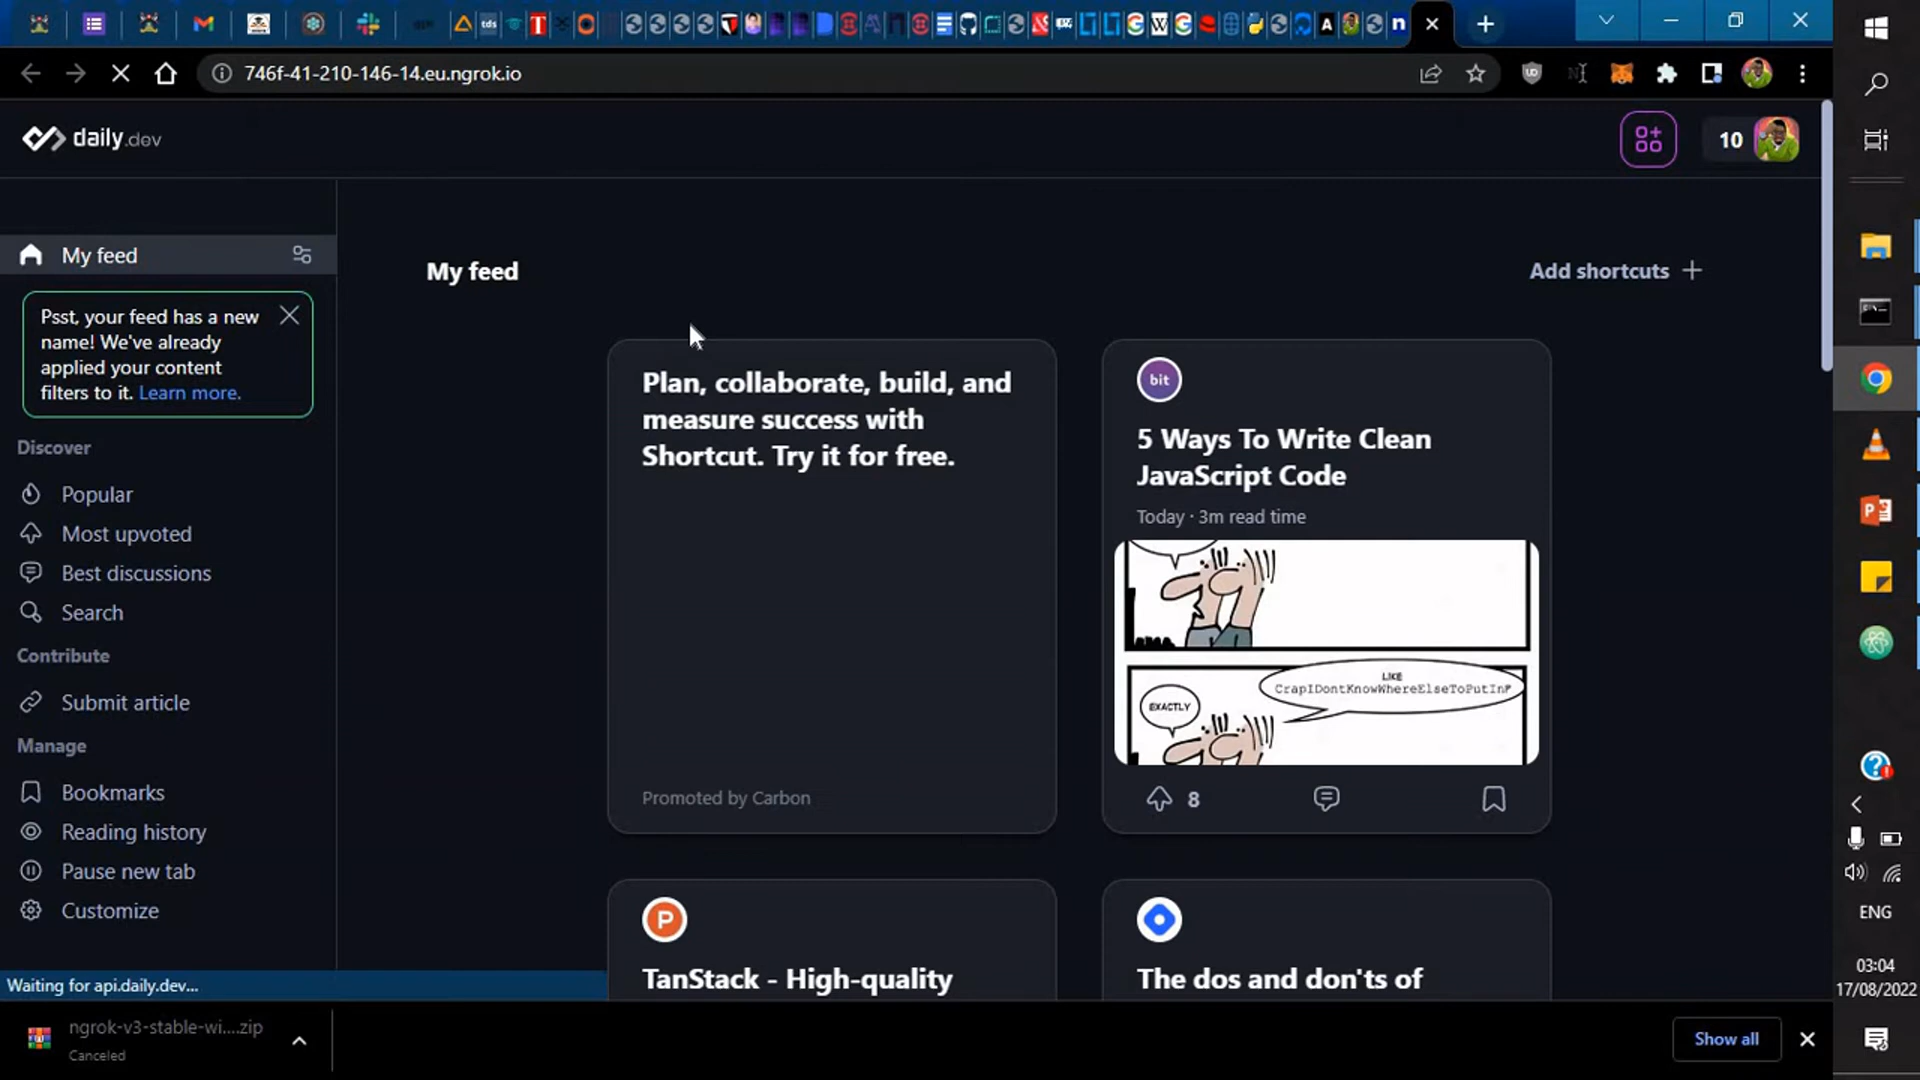 tds
746f-41-210-146-14.eu.ngrok.io
daily.dev
10
My feed
Psst, your feed has a new
name! We've already
applied your content
filters to it. Learn more.
Discover
Popular
Most upvoted
Best discussions
Search
Contribute
Submit article
Manage
Bookmarks
Reading history
Pause new tab
Customize
Waiting for api.daily.dev...
My feed
Add shortcuts
Plan, collaborate, build, and
measure success with
Shortcut. Try it for free.
Promoted by Carbon
bit
5 Ways To Write Clean
JavaScript Code
Today · 3m read time
LIKE
EXACTLY
8
TanStack - High-quality
The dos and don'ts of
ngrok-v3-stable-wi....zip
Canceled
Show all
ENG
03:04
17/08/2022